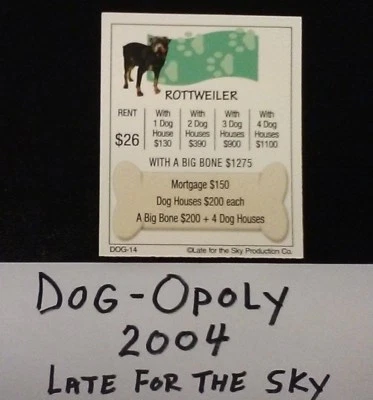 ROTTWEILER
RENT
$26
With
1 Dog
House
$130
With
2 Dog
Houses
$390
With
3 Dog
Houses
$900
With
4 Dog
Houses
$1100
WITH A BIG BONE $1275
Mortgage $150
Dog Houses $200 each
A Big Bone $200 + 4 Dog Houses
DOG-14
©Late for the Sky Production Co.
DOG-OPOLY
2004
LATE FOR THE SKY